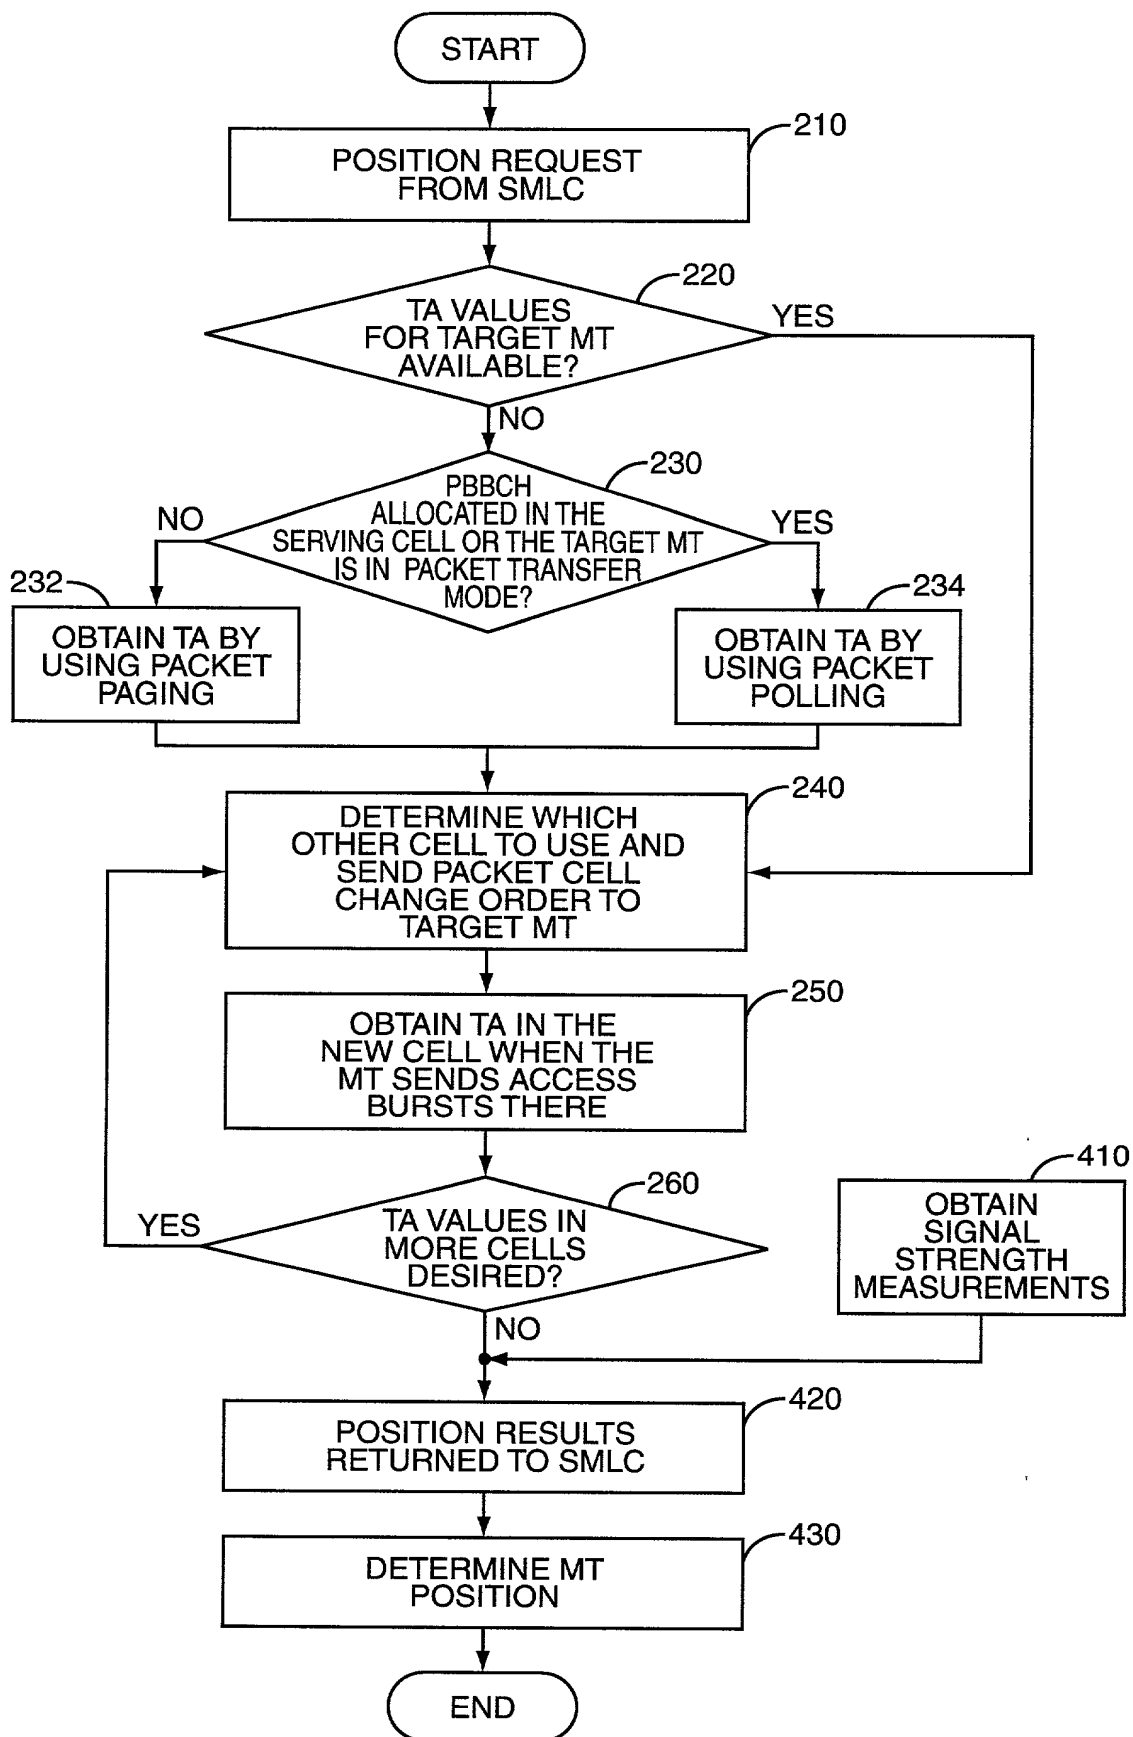 START
210
POSITION REQUEST
FROM SMLC
220
TA VALUES
FOR TARGET MT
AVAILABLE?
YES
NO
230
PBBCH
ALLOCATED IN THE
SERVING CELL OR THE TARGET MT
IS IN PACKET TRANSFER
MODE?
NO
YES
232
OBTAIN TA BY
USING PACKET
PAGING
234
OBTAIN TA BY
USING PACKET
POLLING
240
DETERMINE WHICH
OTHER CELL TO USE AND
SEND PACKET CELL
CHANGE ORDER TO
TARGET MT
250
OBTAIN TA IN THE
NEW CELL WHEN THE
MT SENDS ACCESS
BURSTS THERE
260
TA VALUES IN
MORE CELLS
DESIRED?
YES
NO
410
OBTAIN
SIGNAL
STRENGTH
MEASUREMENTS
420
POSITION RESULTS
RETURNED TO SMLC
430
DETERMINE MT
POSITION
END